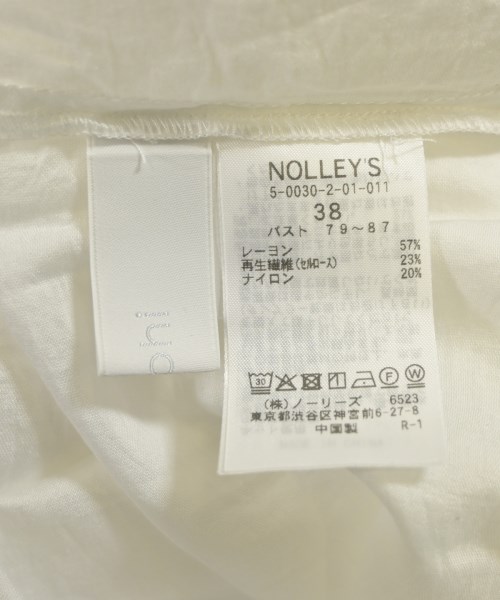 NOLLEY'S
5-0030-2-01-011
38
バスト 79～87
レーヨン 57%
再生繊維(セルロース) 23%
ナイロン 20%
30
F W
(株)ノーリーズ 6523
東京都渋谷区神宮前6-27-8
中国製 R-1